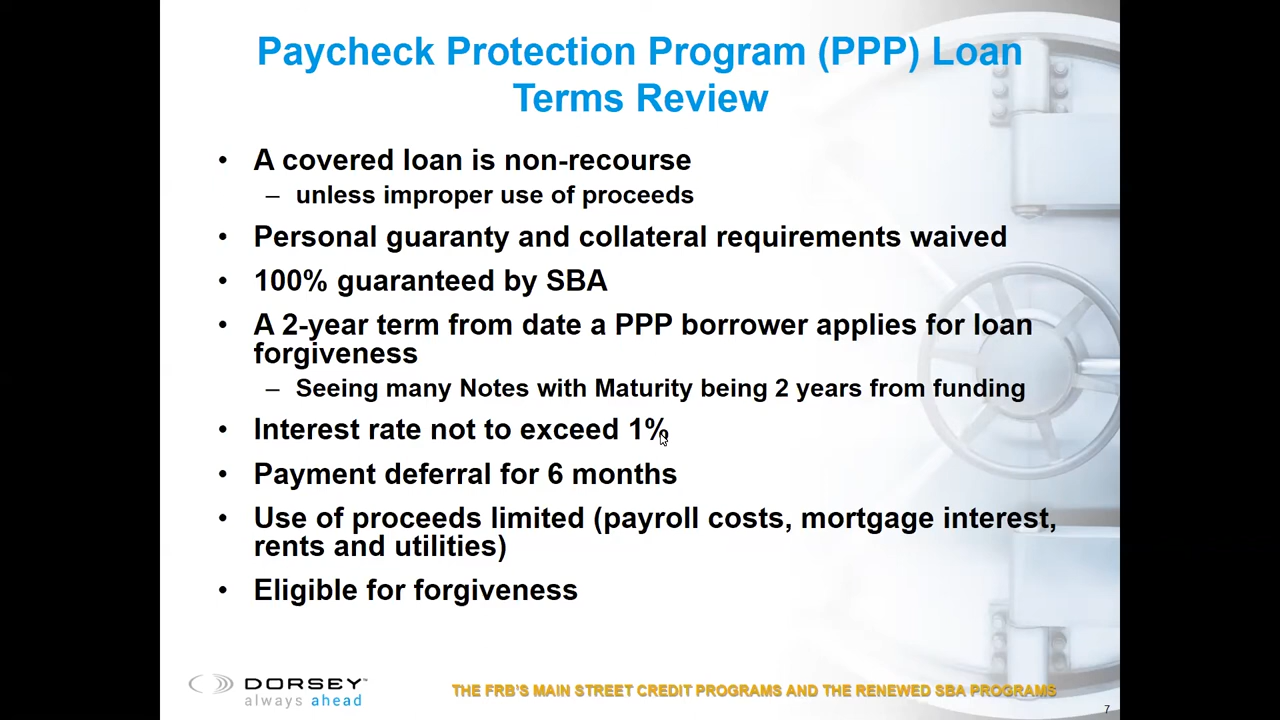 Paycheck Protection Program (PPP) Loan
Terms Review
• A covered loan is non-recourse
– unless improper use of proceeds
• Personal guaranty and collateral requirements waived
• 100% guaranteed by SBA
• A 2-year term from date a PPP borrower applies for loan
forgiveness
– Seeing many Notes with Maturity being 2 years from funding
• Interest rate not to exceed 1%
• Payment deferral for 6 months
• Use of proceeds limited (payroll costs, mortgage interest,
rents and utilities)
• Eligible for forgiveness
DORSEY™
always ahead
THE FRB'S MAIN STREET CREDIT PROGRAMS AND THE RENEWED SBA PROGRAMS
7